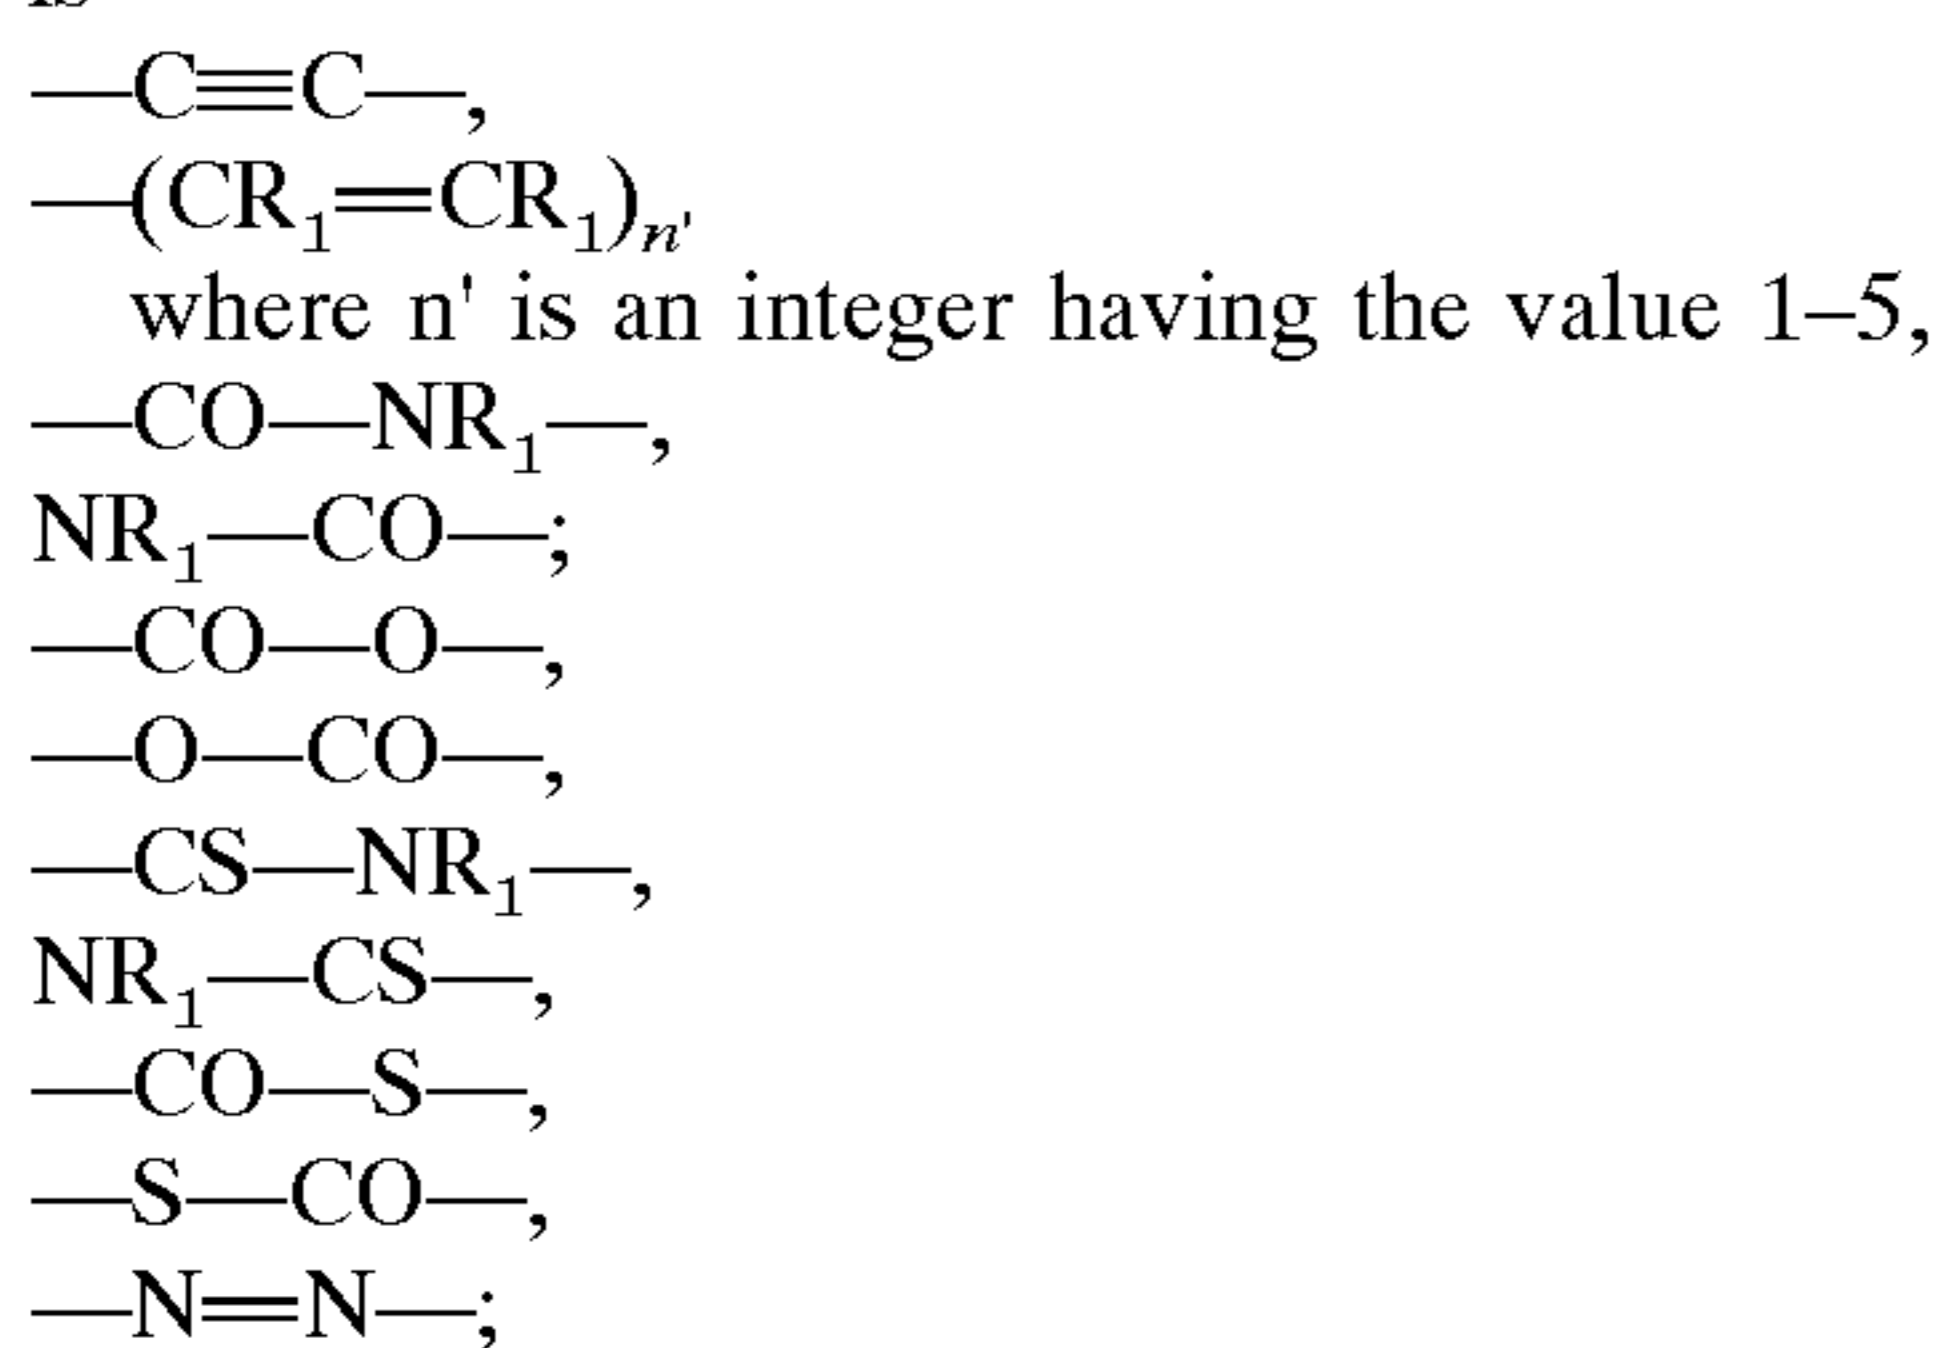 —C≡C—,
—(CR₁=CR₁)ₙ'
where n' is an integer having the value 1–5,
—CO—NR₁—,
NR₁—CO—;
—CO—O—,
—O—CO—,
—CS—NR₁—,
NR₁—CS—,
—CO—S—,
—S—CO—,
—N=N—;